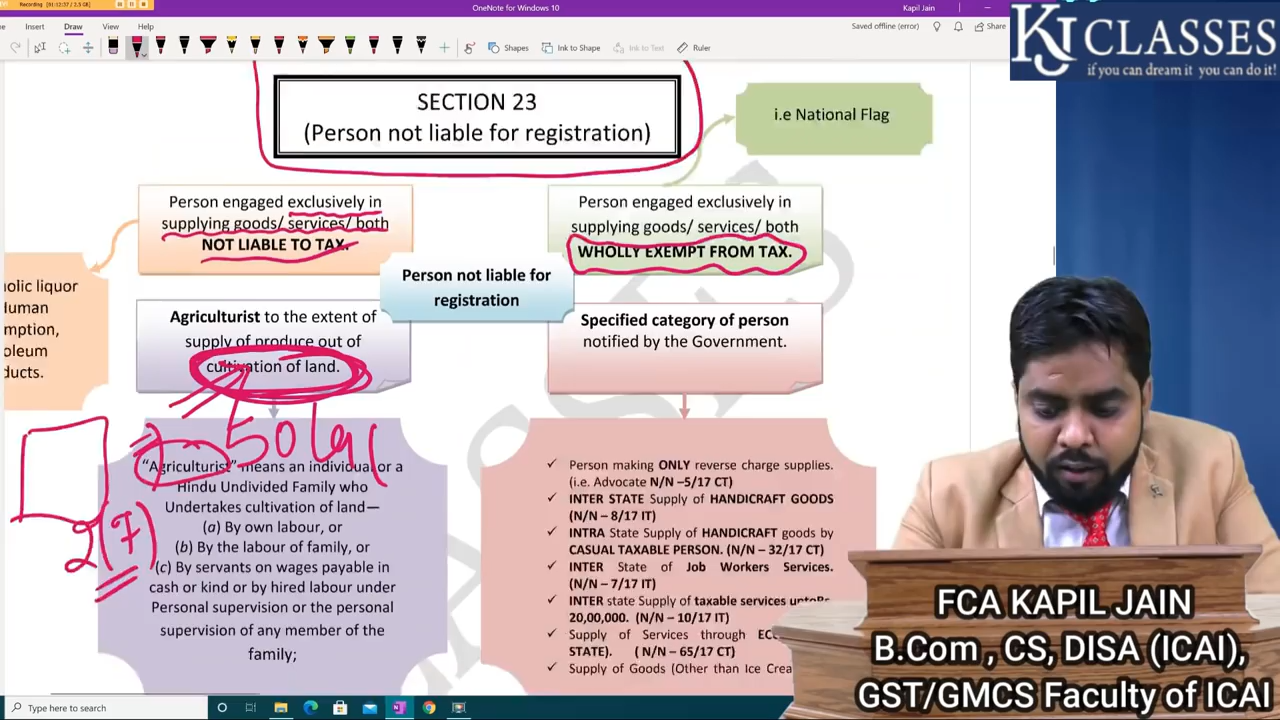 Recording
OneNote for Windows 10
Kapil Jain
Insert Draw View Help
Saved offline (error)
Share
Shapes
Ink to Shape
Ink to Text
Ruler
KJ CLASSES
if you can dream it you can do it!
SECTION 23
(Person not liable for registration)
i.e National Flag
Person engaged exclusively in
supplying goods/ services/ both
NOT LIABLE TO TAX.
Person engaged exclusively in
supplying goods/ services/ both
WHOLLY EXEMPT FROM TAX.
Person not liable for
registration
holic liquor
Human
mption,
oleum
ducts.
Agriculturist to the extent of
supply of produce out of
cultivation of land.
Specified category of person
notified by the Government.
50 la
2(7)
"Agriculturist" means an individual or a
Hindu Undivided Family who
Undertakes cultivation of land—
(a) By own labour, or
(b) By the labour of family, or
(c) By servants on wages payable in
cash or kind or by hired labour under
Personal supervision or the personal
supervision of any member of the
family;
✓ Person making ONLY reverse charge supplies.
(i.e. Advocate N/N –5/17 CT)
✓ INTER STATE Supply of HANDICRAFT GOODS
(N/N – 8/17 IT)
✓ INTRA State Supply of HANDICRAFT goods by
CASUAL TAXABLE PERSON. (N/N – 32/17 CT)
✓ INTER State of Job Workers Services.
(N/N – 7/17 IT)
✓ INTER state Supply of taxable services upto Rs.
20,00,000. (N/N – 10/17 IT)
✓ Supply of Services through EC
STATE). ( N/N – 65/17 CT)
✓ Supply of Goods (Other than Ice Crea
FCA KAPIL JAIN
B.Com , CS, DISA (ICAI),
GST/GMCS Faculty of ICAI
Type here to search